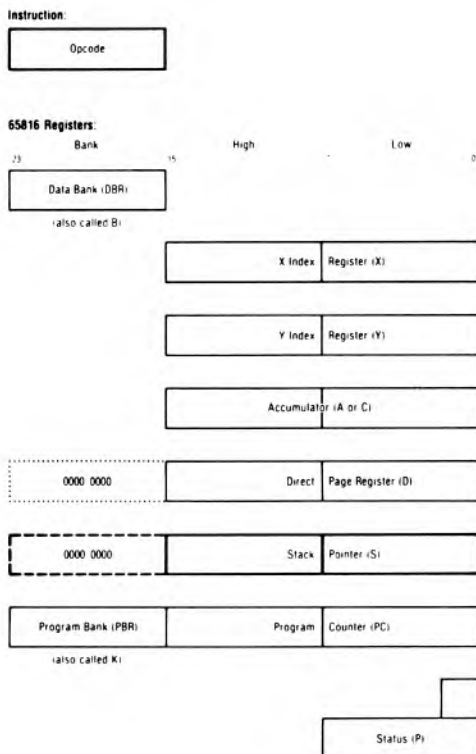 Instruction:
Opcode
65816 Registers:
Bank High Low
23 15 0
Data Bank (DBR)
(also called B)
X Index Register (X)
Y Index Register (Y)
Accumulator (A or C)
0000 0000 Direct Page Register (D)
0000 0000 Stack Pointer (S)
Program Bank (PBR) Program Counter (PC)
(also called K)
Status (P)